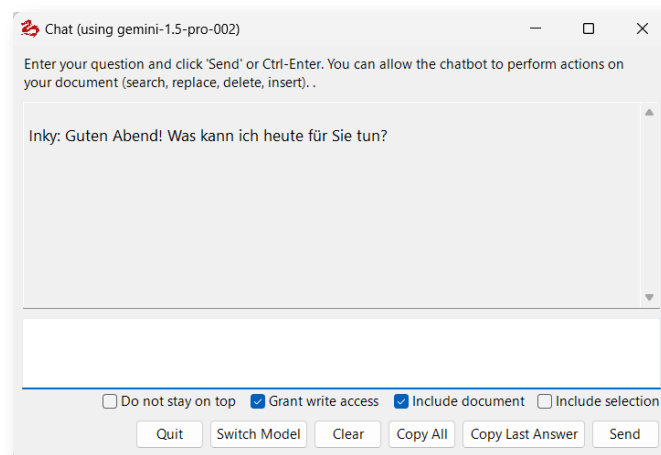 Chat (using gemini-1.5-pro-002)
Enter your question and click 'Send' or Ctrl-Enter. You can allow the chatbot to perform actions on
your document (search, replace, delete, insert). .
Inky: Guten Abend! Was kann ich heute für Sie tun?
Do not stay on top Grant write access Include document Include selection
Quit Switch Model Clear Copy All Copy Last Answer Send